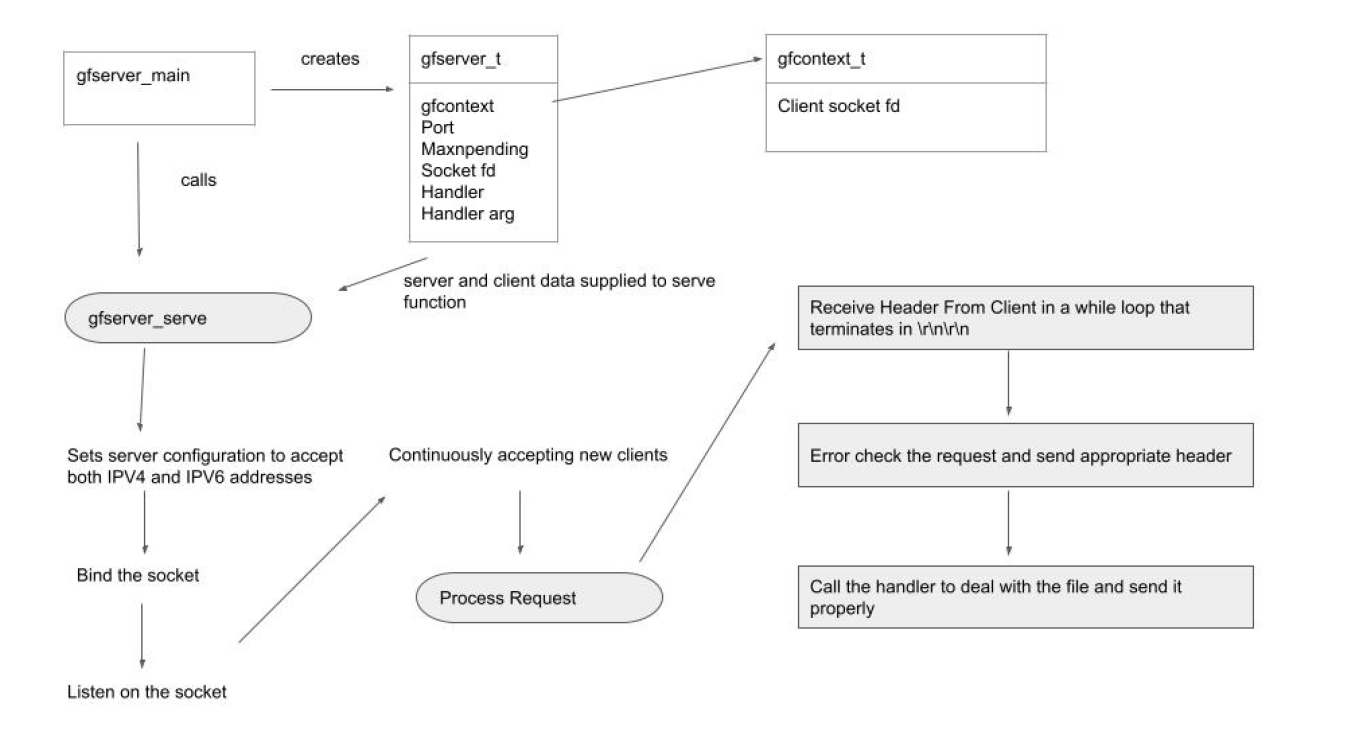 gfserver_main
creates
gfserver_t
gfcontext
Port
Maxnpending
Socket fd
Handler
Handler arg
gfcontext_t
Client socket fd
calls
server and client data supplied to serve
function
gfserver_serve
Sets server configuration to accept
both IPV4 and IPV6 addresses
Bind the socket
Listen on the socket
Continuously accepting new clients
Process Request
Receive Header From Client in a while loop that
terminates in \r\n\r\n
Error check the request and send appropriate header
Call the handler to deal with the file and send it
properly